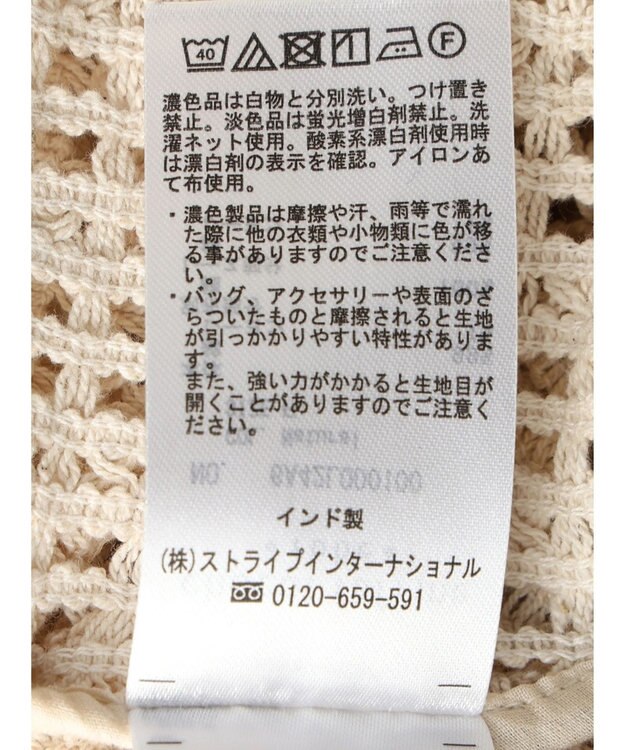 40 F
濃色品は白物と分別洗い。つけ置き
禁止。淡色品は蛍光増白剤禁止。洗
濯ネット使用。酸素系漂白剤使用時
は漂白剤の表示を確認。アイロンあ
て布使用。
・濃色製品は摩擦や汗、雨等で濡れ
た際に他の衣類や小物類に色が移
る事がありますのでご注意くださ
い。
・バッグ、アクセサリーや表面のざ
らついたものと摩擦されると生地
が引っかかりやすい特性がありま
す。
また、強い力がかかると生地目が
開くことがありますのでご注意く
ださい。
Natural
NO. 6A42L000100
インド製
(株)ストライプインターナショナル
0120-659-591